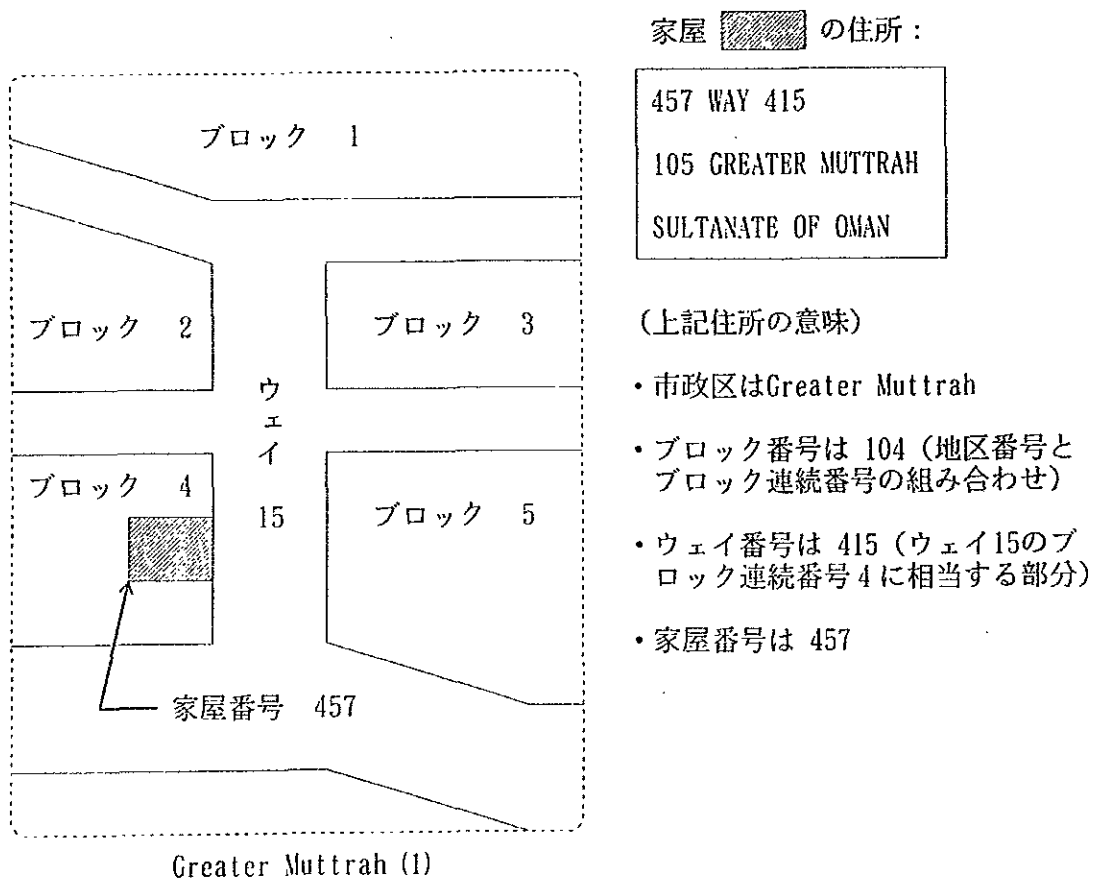 家屋 の住所：
457 WAY 415
105 GREATER MUTTRAH
SULTANATE OF OMAN
（上記住所の意味）
・市政区はGreater Muttrah
・ブロック番号は 104（地区番号と
ブロック連続番号の組み合わせ）
・ウェイ番号は 415（ウェイ15のブ
ロック連続番号4に相当する部分）
・家屋番号は 457
ブロック 1
ブロック 2
ブロック 3
ウェイ
15
ブロック 4
ブロック 5
家屋番号 457
Greater Muttrah (1)